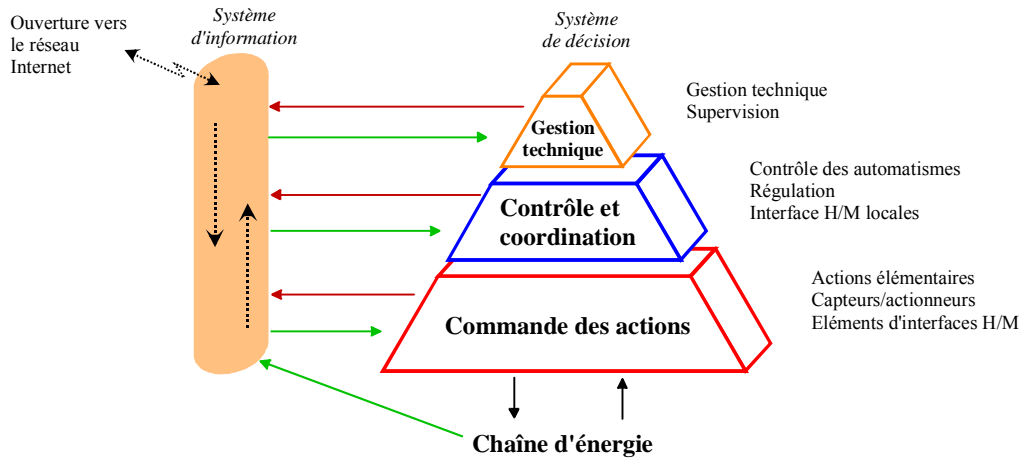 Ouverture vers
le réseau
Internet
Système
d'information
Système
de décision
Gestion
technique
Gestion technique
Supervision
Contrôle et
coordination
Contrôle des automatismes
Régulation
Interface H/M locales
Commande des actions
Actions élémentaires
Capteurs/actionneurs
Eléments d'interfaces H/M
Chaîne d'énergie